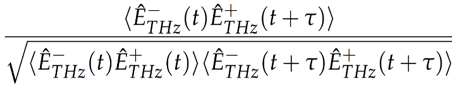 ⟨Ê⁻_THz(t)Ê⁺_THz(t + τ)⟩
√⟨Ê⁻_THz(t)Ê⁺_THz(t)⟩⟨Ê⁻_THz(t + τ)Ê⁺_THz(t + τ)⟩